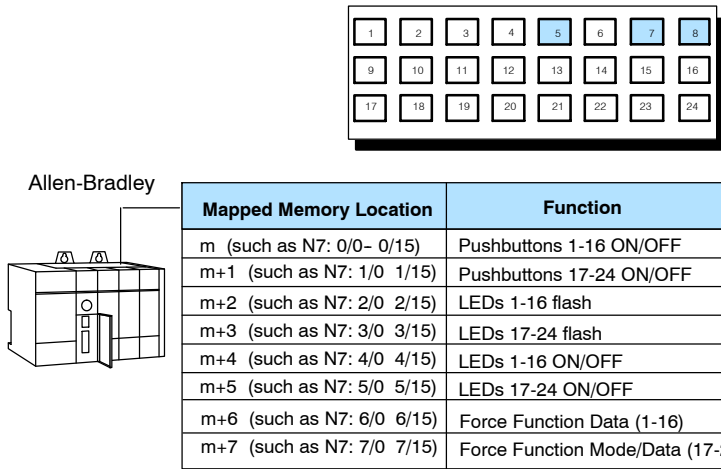 1 2 3 4 5 6 7 8
9 10 11 12 13 14 15 16
17 18 19 20 21 22 23 24
Allen-Bradley
Mapped Memory Location Function
m (such as N7: 0/0– 0/15) Pushbuttons 1-16 ON/OFF
m+1 (such as N7: 1/0 1/15) Pushbuttons 17-24 ON/OFF
m+2 (such as N7: 2/0 2/15) LEDs 1-16 flash
m+3 (such as N7: 3/0 3/15) LEDs 17-24 flash
m+4 (such as N7: 4/0 4/15) LEDs 1-16 ON/OFF
m+5 (such as N7: 5/0 5/15) LEDs 17-24 ON/OFF
m+6 (such as N7: 6/0 6/15) Force Function Data (1-16)
m+7 (such as N7: 7/0 7/15) Force Function Mode/Data (17-